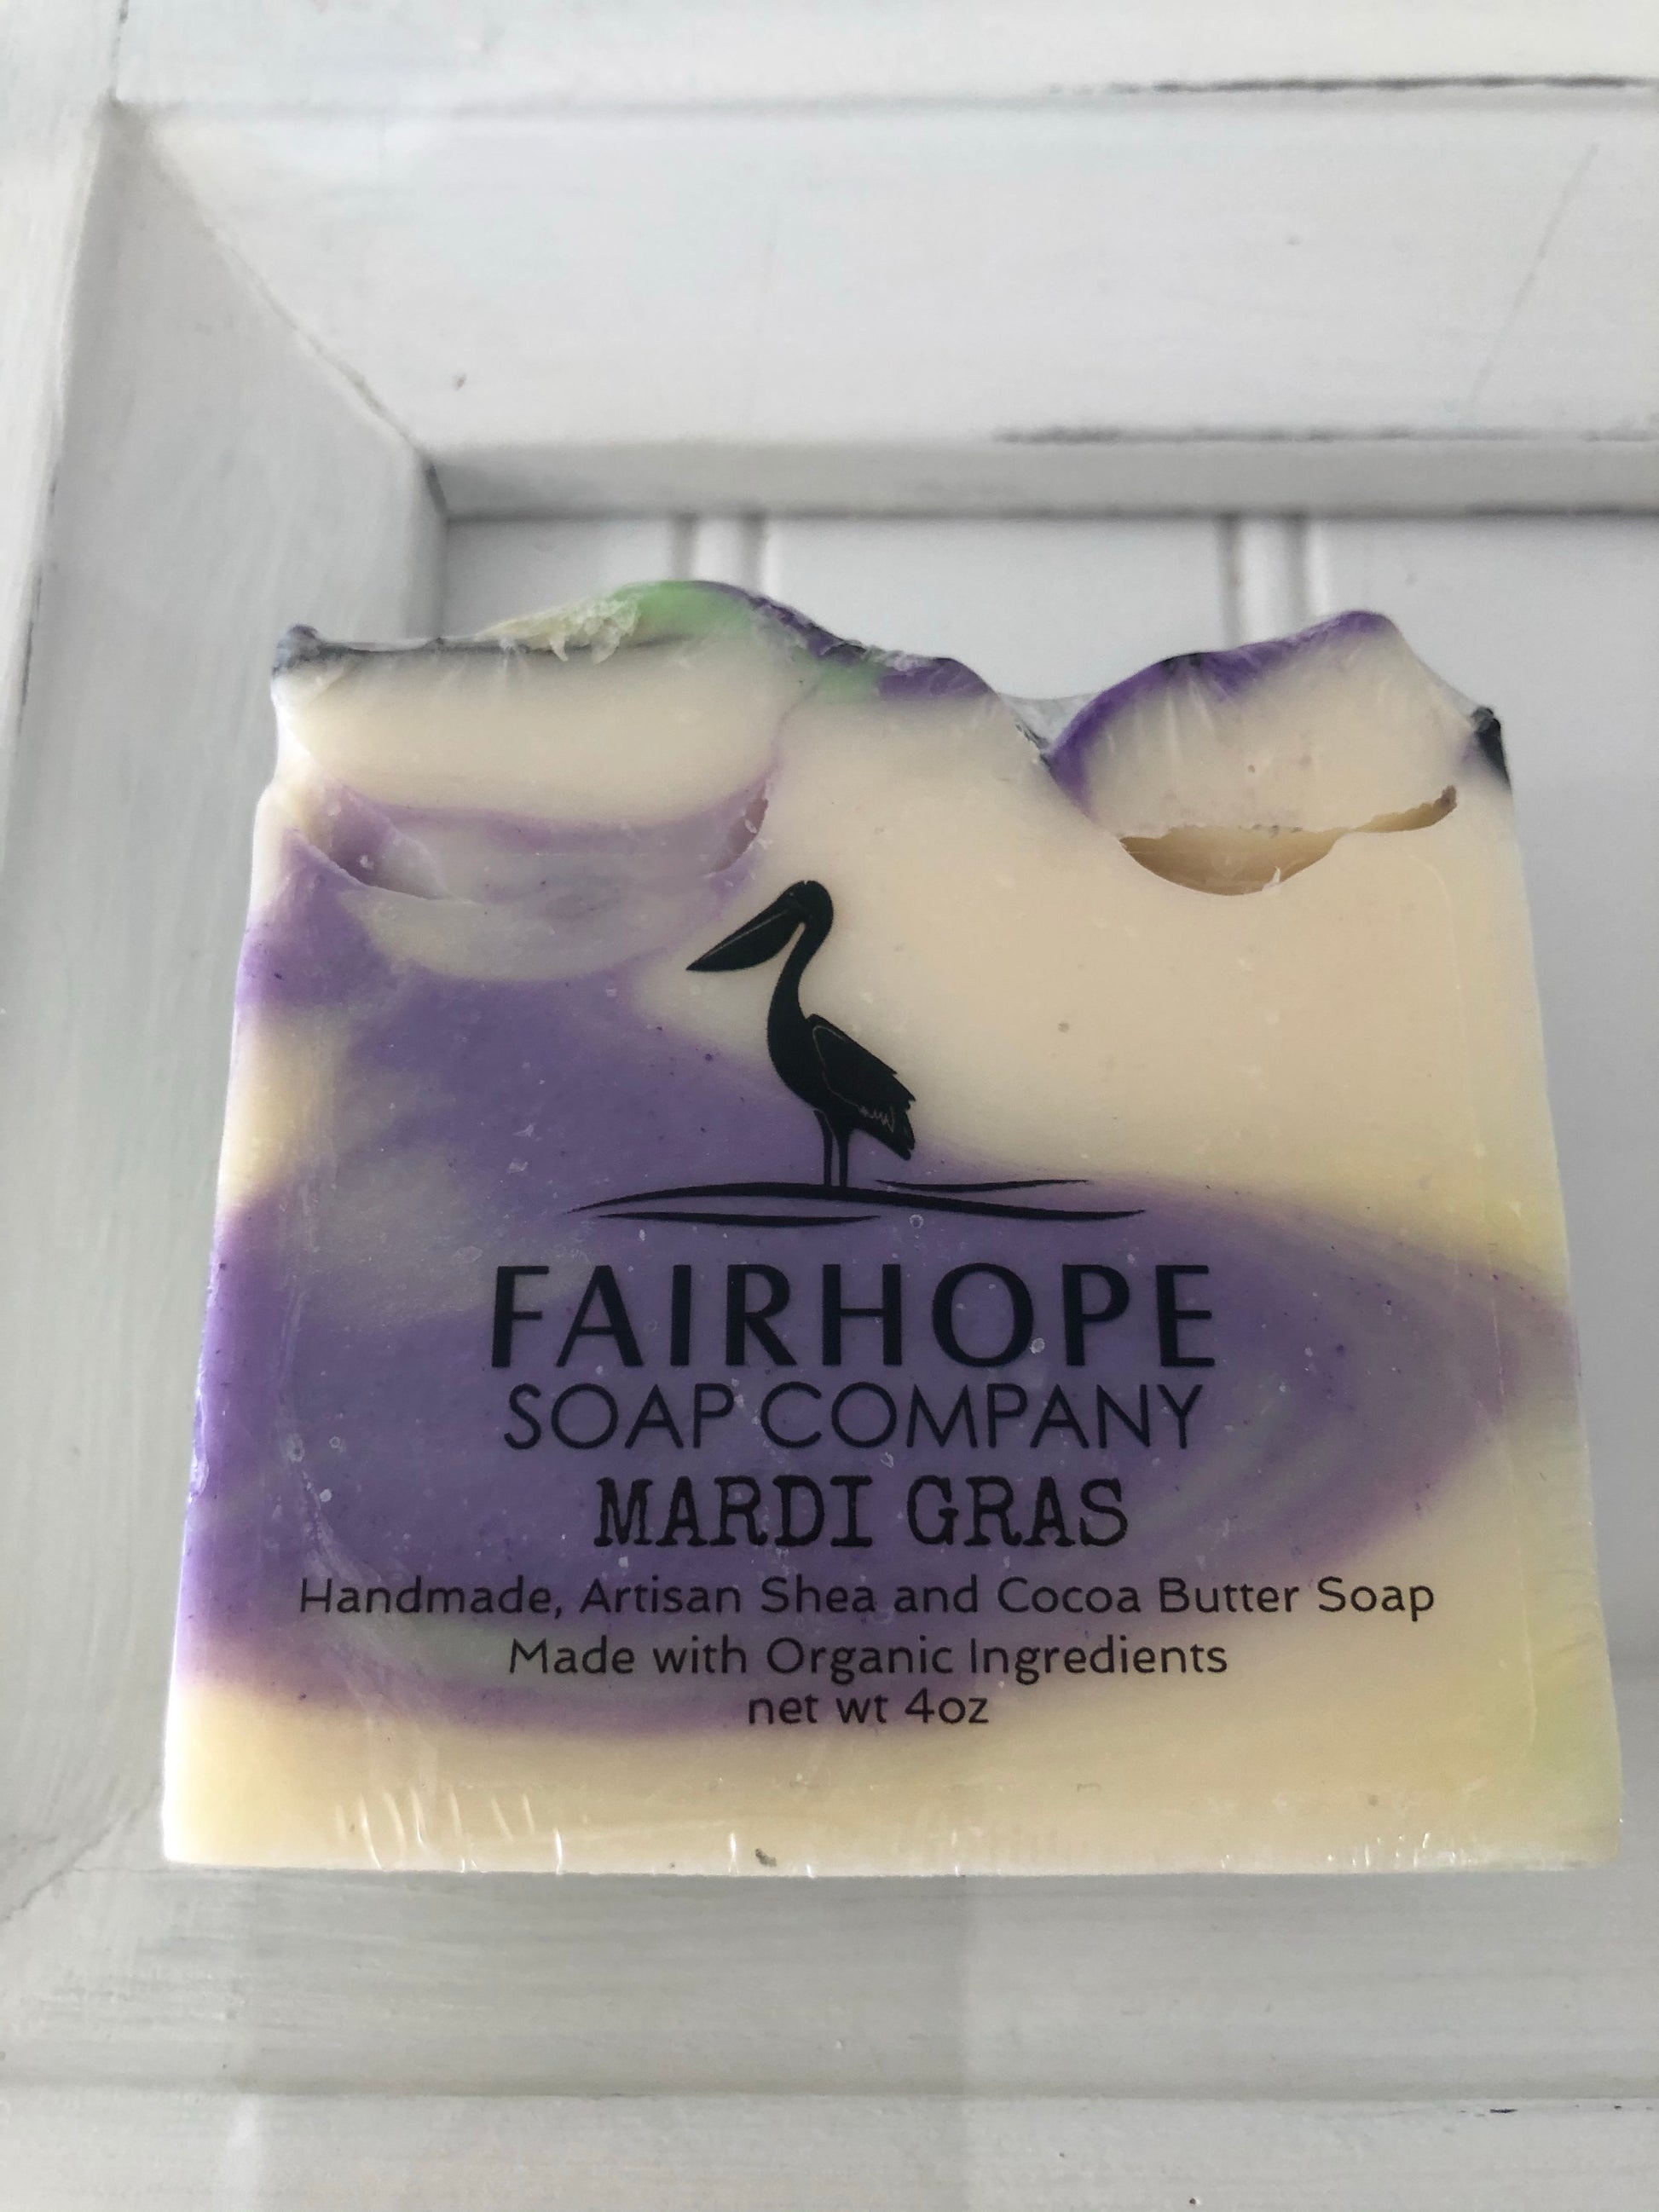 FAIRHOPE
SOAP COMPANY
MARDI GRAS
Handmade, Artisan Shea and Cocoa Butter Soap
Made with Organic Ingredients
net wt 4oz